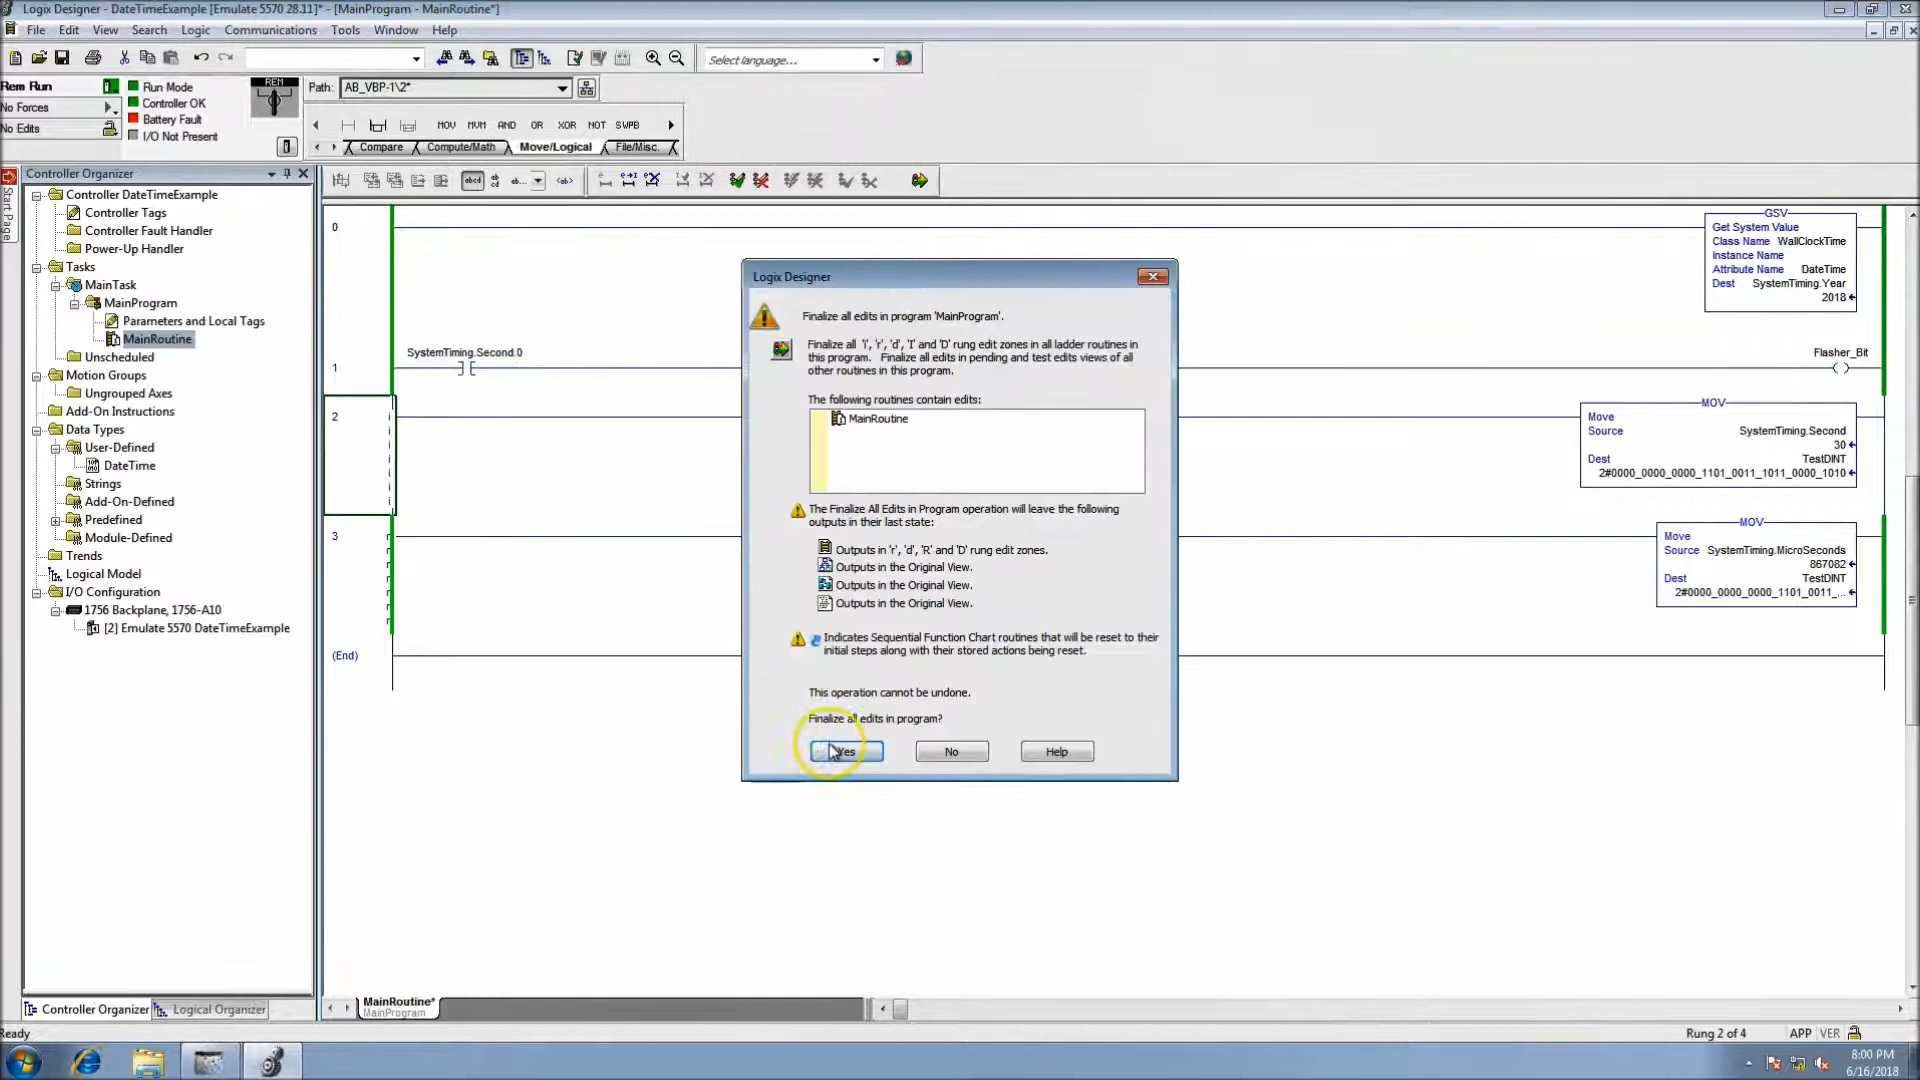 Logix Designer - DateTimeExample [Emulate 5570 28.11]* - [MainProgram - MainRoutine*]
File Edit View Search Logic Communications Tools Window Help
Select language...
Rem Run
No Forces
No Edits
Run Mode
Controller OK
Battery Fault
I/O Not Present
REM
Path: AB_VBP-1\2*
MOV MVM AND OR XOR NOT SWPB
Compare Compute/Math Move/Logical File/Misc.
Start Page
Controller Organizer
Controller DateTimeExample
Controller Tags
Controller Fault Handler
Power-Up Handler
Tasks
MainTask
MainProgram
Parameters and Local Tags
MainRoutine
Unscheduled
Motion Groups
Ungrouped Axes
Add-On Instructions
Data Types
User-Defined
DateTime
Strings
Add-On-Defined
Predefined
Module-Defined
Trends
Logical Model
I/O Configuration
1756 Backplane, 1756-A10
[2] Emulate 5570 DateTimeExample
Controller Organizer Logical Organizer
0
GSV
Get System Value
Class Name WallClockTime
Instance Name
Attribute Name DateTime
Dest SystemTiming.Year
2018
1
SystemTiming.Second.0
Flasher_Bit
2
i
i
i
i
i
i
i
MOV
Move
Source SystemTiming.Second
30
Dest TestDINT
2#0000_0000_0000_1101_0011_1011_0000_1010
3
r
r
r
r
r
r
r
MOV
Move
Source SystemTiming.MicroSeconds
867082
Dest TestDINT
2#0000_0000_0000_1101_0011_...
(End)
Logix Designer
Finalize all edits in program 'MainProgram'.
Finalize all 'i', 'r', 'd', 'I' and 'D' rung edit zones in all ladder routines in
this program. Finalize all edits in pending and test edits views of all
other routines in this program.
The following routines contain edits:
MainRoutine
The Finalize All Edits in Program operation will leave the following
outputs in their last state:
Outputs in 'r', 'd', 'R' and 'D' rung edit zones.
Outputs in the Original View.
Outputs in the Original View.
Outputs in the Original View.
Indicates Sequential Function Chart routines that will be reset to their
initial steps along with their stored actions being reset.
This operation cannot be undone.
Finalize all edits in program?
Yes No Help
MainRoutine*
MainProgram
Ready
Rung 2 of 4 APP VER
8:00 PM
6/16/2018